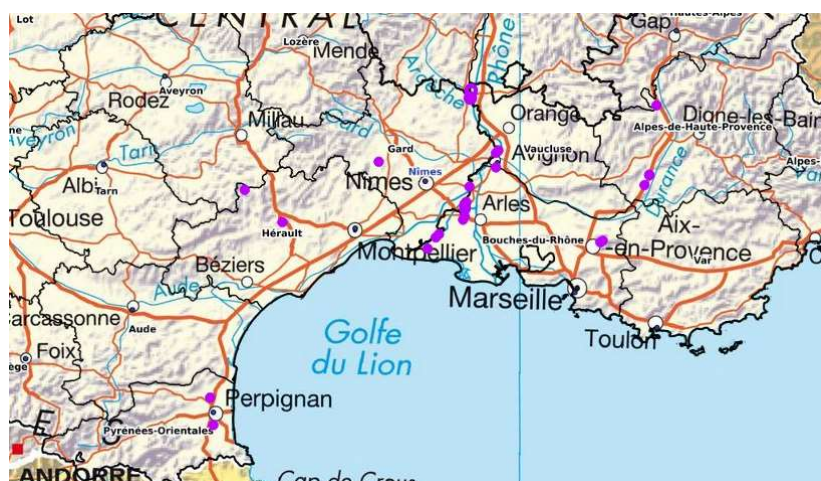 Lot
CENTRAL
Hautes-Alpes
Gap
Lozère
Mende
Rhône
Ardèche
Aveyron
Rodez
Orange
Digne-les-Bain
Millau
Gard
Gard
Alpes-de-Haute-Provence
Aveyron
Tarn
Vaucluse
Avignon
Alpes-
Albi
Tarn
Nîmes
Nîmes
Durance
Toulouse
Arles
Hérault
Bouches-du-Rhône
Aix-
-en-Provence
Montpellier
Var
Béziers
Aude
Marseille
Carcassonne
Aude
Golfe
du Lion
Toulon
Foix
ège
Perpignan
E
Pyrénées-Orientales
ANDORRE
Cap de Creus